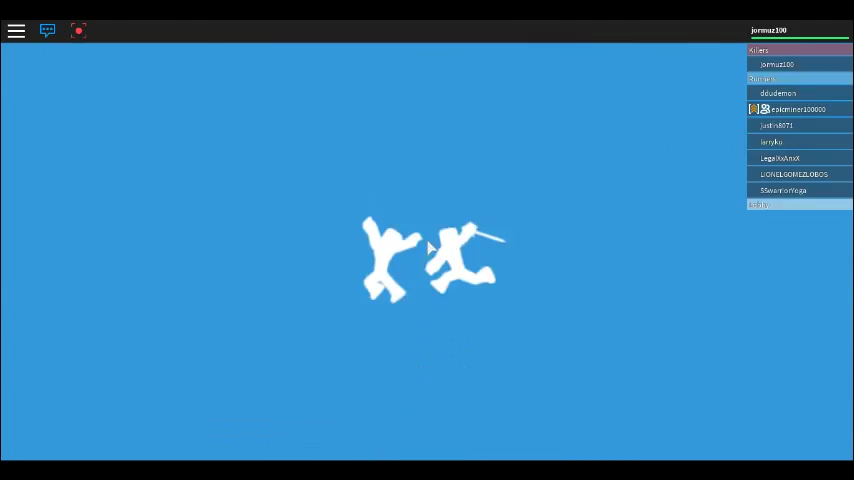 jormuz100
Killers
jormuz100
Runners
ddudemon
epicminer100000
justin8071
larryku
LegalXxAnxX
LIONELGOMEZLOBOS
SSwarriorYoga